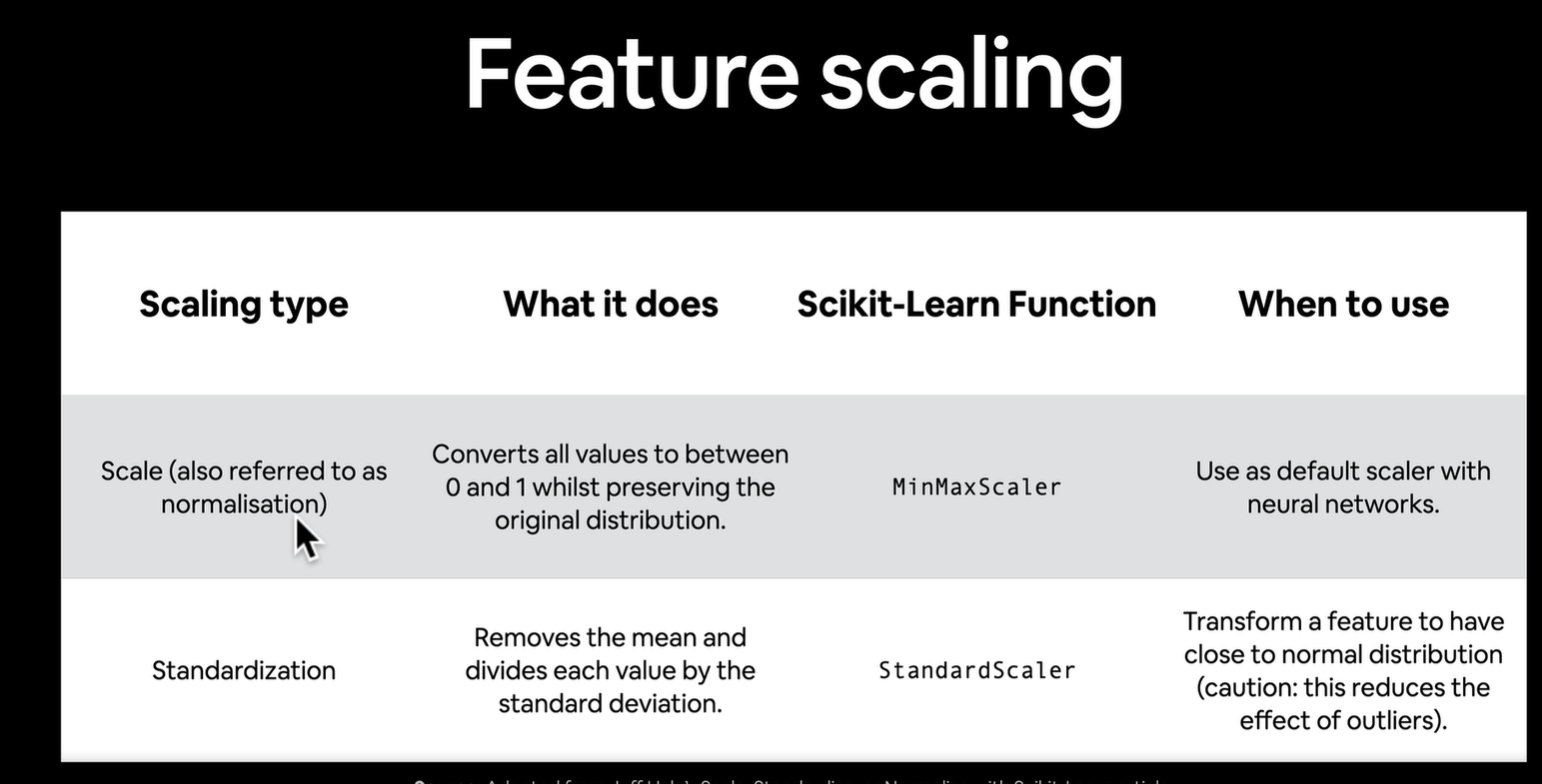 Feature scaling
Scaling type
What it does
Scikit-Learn Function
When to use
Scale (also referred to as
normalisation)
Converts all values to between
0 and 1 whilst preserving the
original distribution.
MinMaxScaler
Use as default scaler with
neural networks.
Standardization
Removes the mean and
divides each value by the
standard deviation.
StandardScaler
Transform a feature to have
close to normal distribution
(caution: this reduces the
effect of outliers).